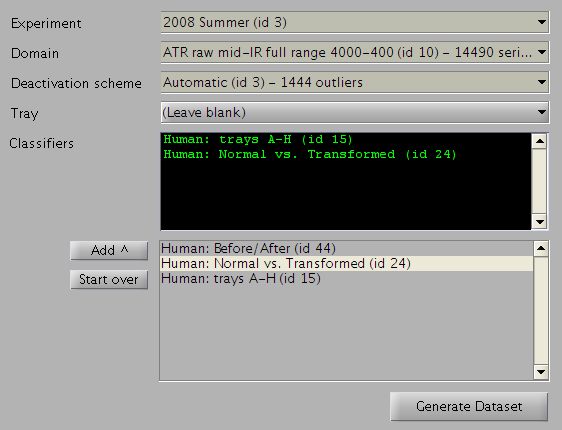 Experiment 2008 Summer (id 3)
Domain ATR raw mid-IR full range 4000-400 (id 10) - 14490 seri...
Deactivation scheme Automatic (id 3) - 1444 outliers
Tray (Leave blank)
Classifiers
Human: trays A-H (id 15)
Human: Normal vs. Transformed (id 24)
Add ^
Start over
Human: Before/After (id 44)
Human: Normal vs. Transformed (id 24)
Human: trays A-H (id 15)
Generate Dataset